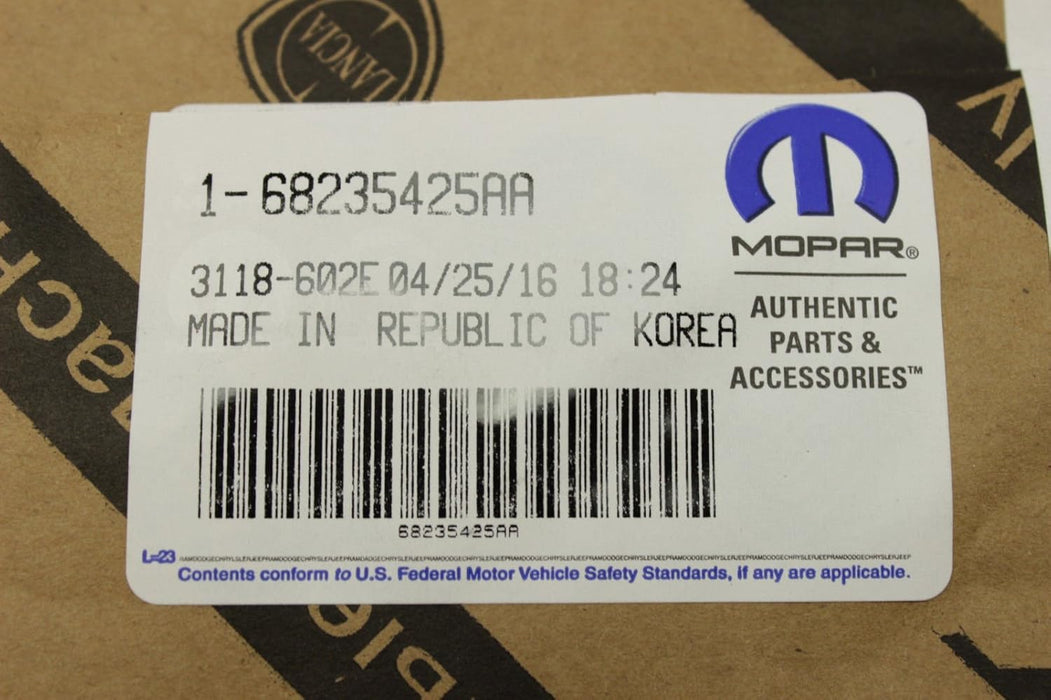 LANCIA
1-68235425AA
3118-602E 04/25/16 18:24
MADE IN REPUBLIC OF KOREA
MOPAR®
AUTHENTIC
PARTS &
ACCESSORIES™
68235425AA
L-23
Contents conform to U.S. Federal Motor Vehicle Safety Standards, if any are applicable.